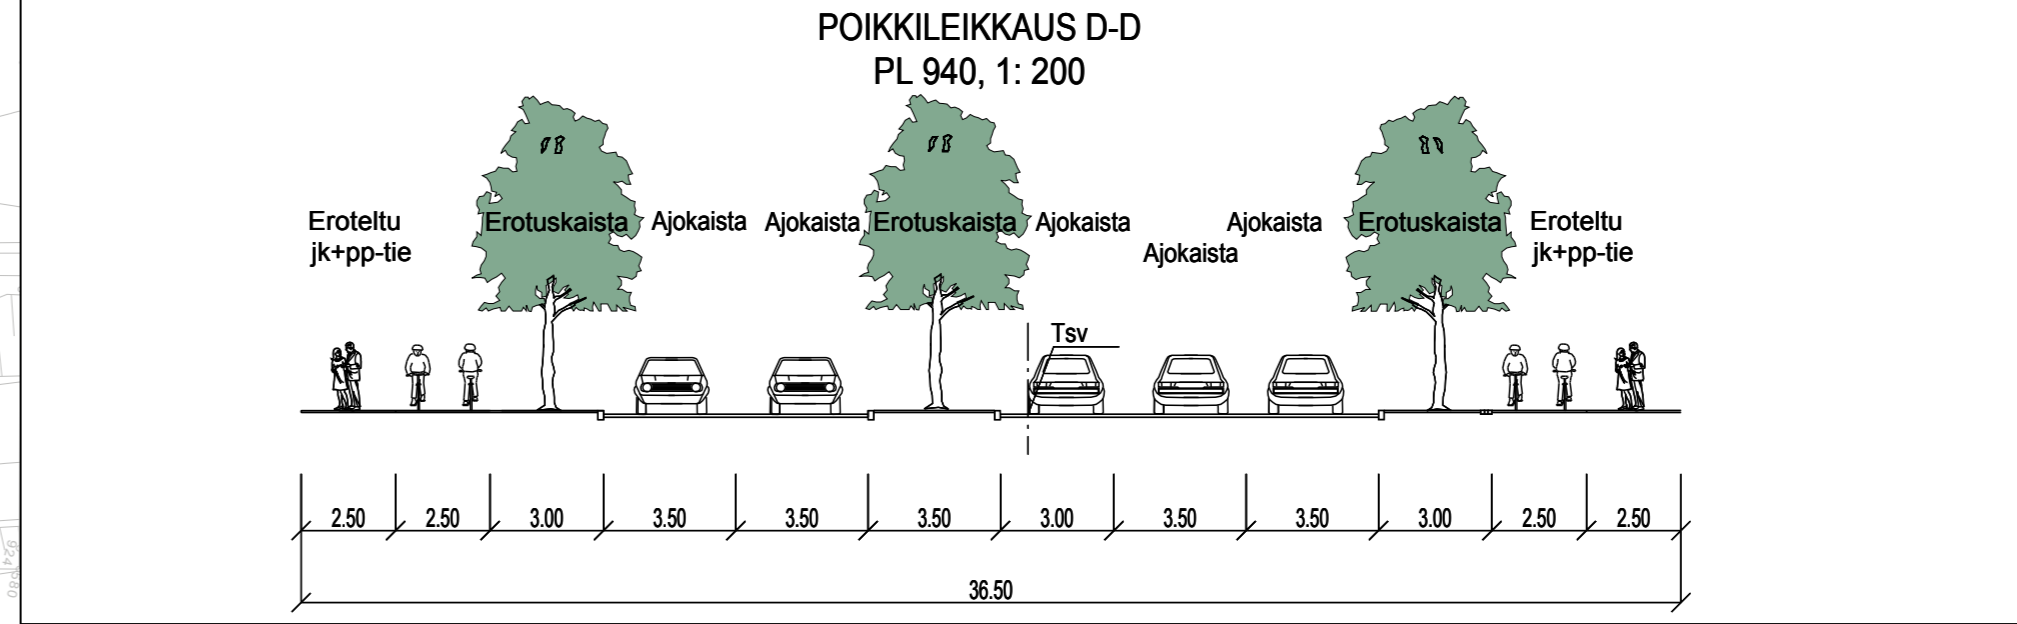 POIKKILEIKKAUS D-D
PL 940, 1: 200
Eroteltu
jk+pp-tie
Erotuskaista
Ajokaista
Ajokaista
Erotuskaista
Ajokaista
Ajokaista
Ajokaista
Erotuskaista
Eroteltu
jk+pp-tie
Tsv
2.50 2.50 3.00 3.50 3.50 3.50 3.00 3.50 3.50 3.00 2.50 2.50
36.50